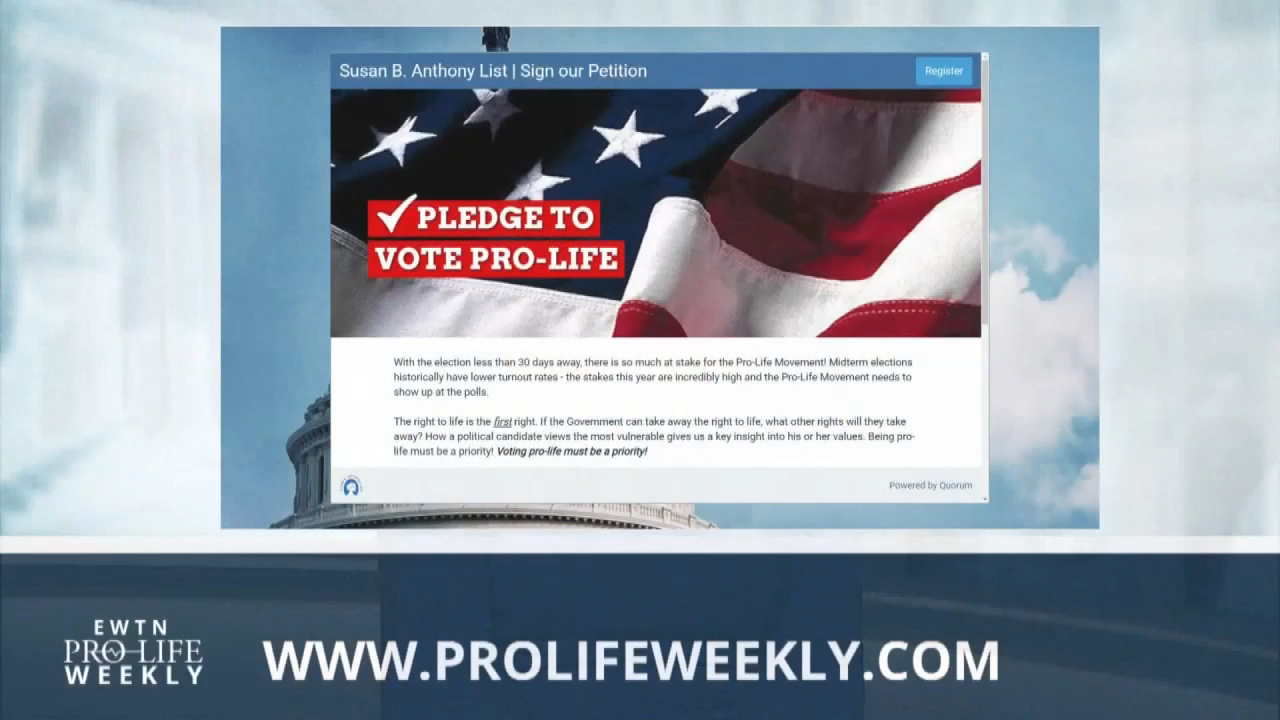 Susan B. Anthony List | Sign our Petition
Register
PLEDGE TO
VOTE PRO-LIFE
With the election less than 30 days away, there is so much at stake for the Pro-Life Movement! Midterm elections
historically have lower turnout rates - the stakes this year are incredibly high and the Pro-Life Movement needs to
show up at the polls.
The right to life is the first right. If the Government can take away the right to life, what other rights will they take
away? How a political candidate views the most vulnerable gives us a key insight into his or her values. Being pro-
life must be a priority! Voting pro-life must be a priority!
Powered by Quorum
EWTN
PRO-LIFE
WEEKLY
WWW.PROLIFEWEEKLY.COM